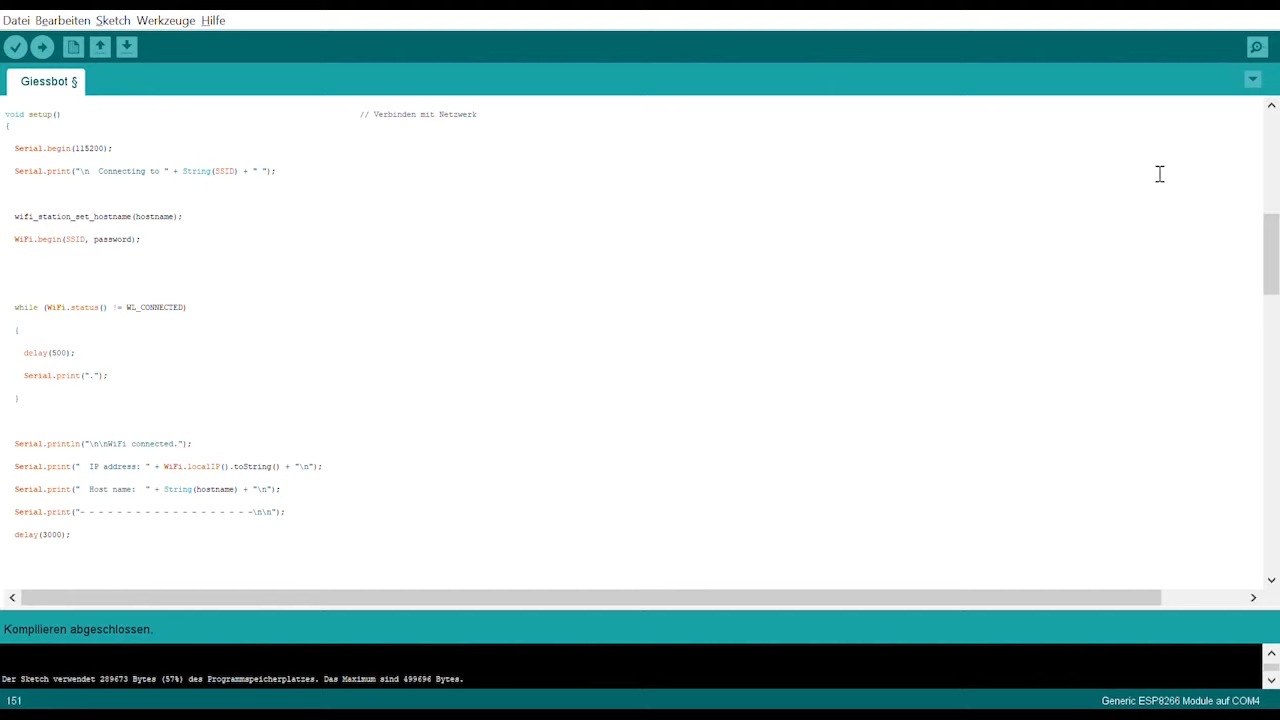 Datei Bearbeiten Sketch Werkzeuge Hilfe
Giessbot §
void setup() // Verbinden mit Netzwerk
{
Serial.begin(115200);
Serial.print("\n  Connecting to " + String(SSID) + " ");
wifi_station_set_hostname(hostname);
WiFi.begin(SSID, password);
while (WiFi.status() != WL_CONNECTED)
{
delay(500);
Serial.print(".");
}
Serial.println("\n\nWiFi connected.");
Serial.print("  IP address: " + WiFi.localIP().toString() + "\n");
Serial.print("  Host name:  " + String(hostname) + "\n");
Serial.print("- - - - - - - - - - - - - - - - - - -\n\n");
delay(3000);
Kompilieren abgeschlossen.
Der Sketch verwendet 289673 Bytes (57%) des Programmspeicherplatzes. Das Maximum sind 499696 Bytes.
151 Generic ESP8266 Module auf COM4